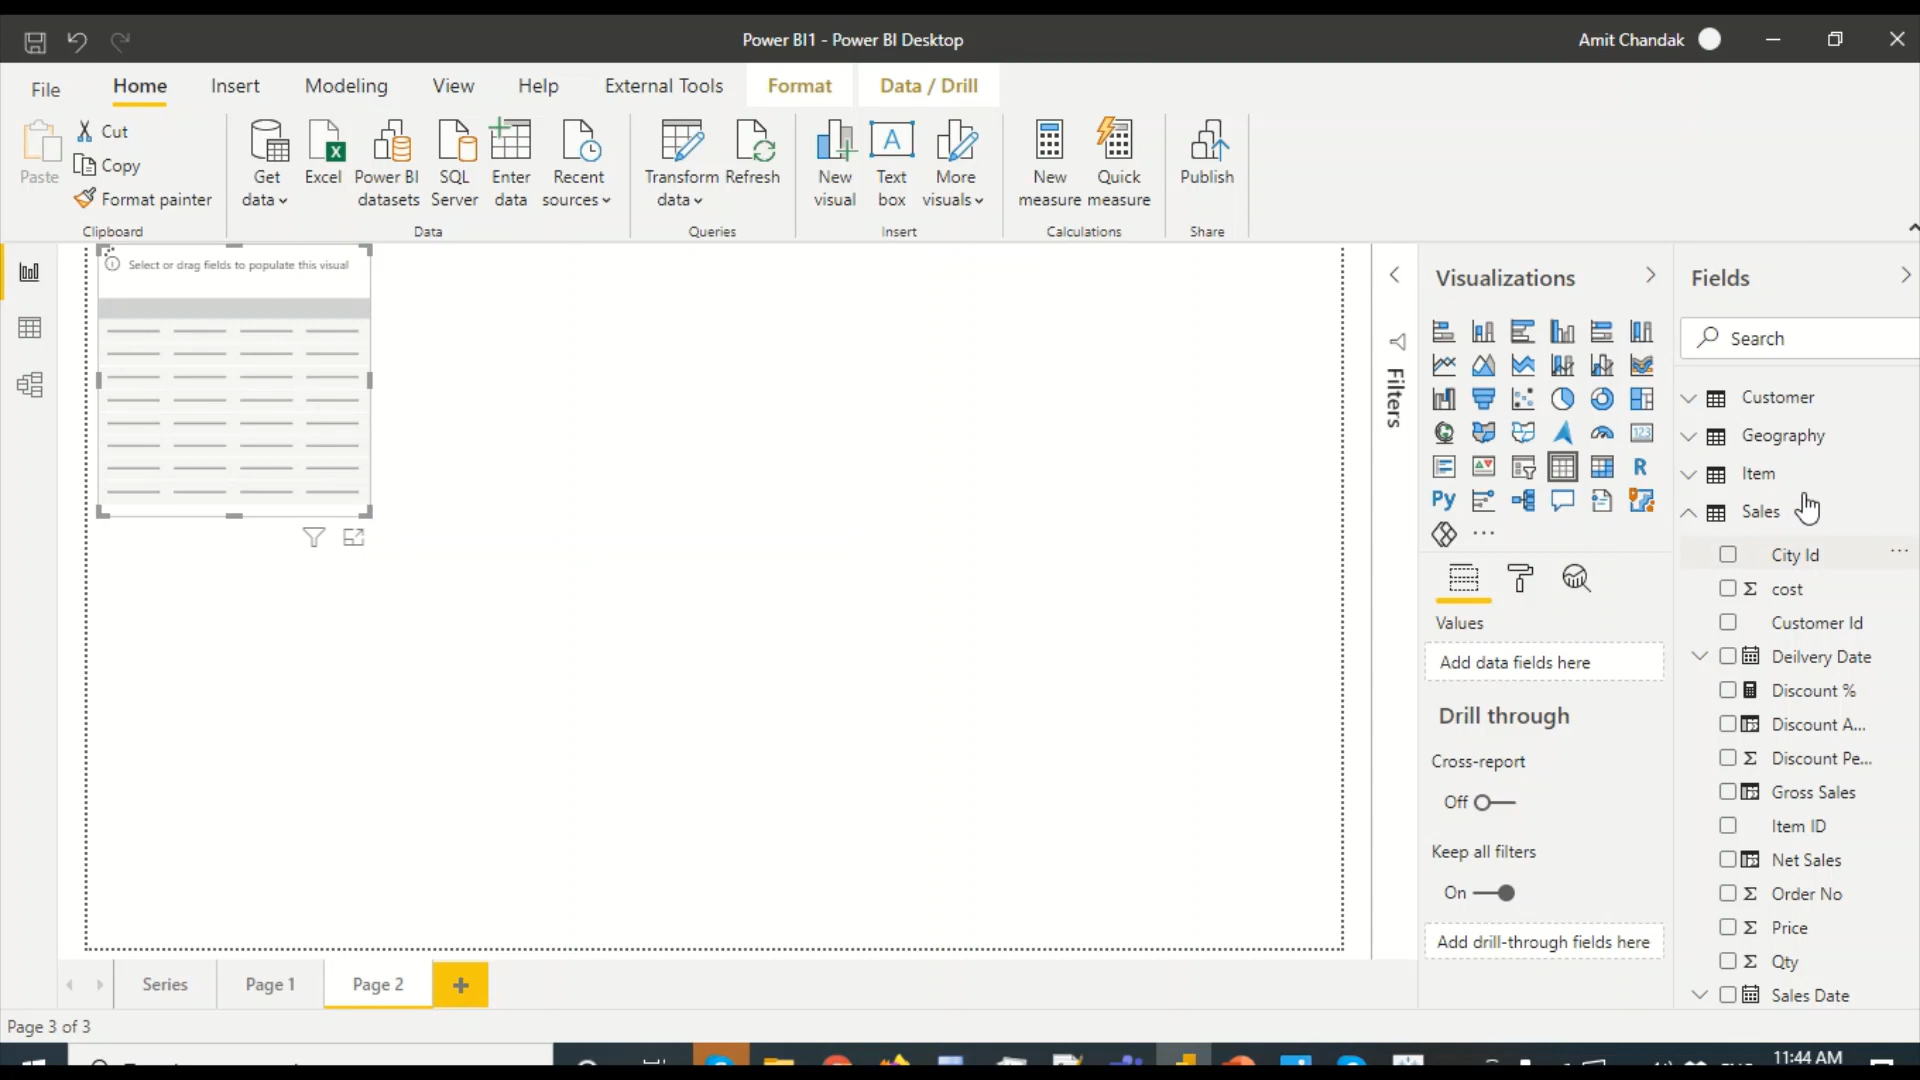 Power BI1 - Power BI Desktop
Amit Chandak
File
Home
Insert
Modeling
View
Help
External Tools
Format
Data / Drill
Paste
Cut
Copy
Format painter
Clipboard
Get data
Excel
Power BI datasets
SQL Server
Enter data
Recent sources
Data
Transform data
Refresh
Queries
New visual
Text box
More visuals
Insert
New measure
Quick measure
Calculations
Publish
Share
Select or drag fields to populate this visual
Filters
Visualizations
123
R
Py
Values
Add data fields here
Drill through
Cross-report
Off
Keep all filters
On
Add drill-through fields here
Fields
Search
Customer
Geography
Item
Sales
City Id
cost
Customer Id
Deilvery Date
Discount %
Discount A...
Discount Pe...
Gross Sales
Item ID
Net Sales
Order No
Price
Qty
Sales Date
Series
Page 1
Page 2
Page 3 of 3
11:44 AM